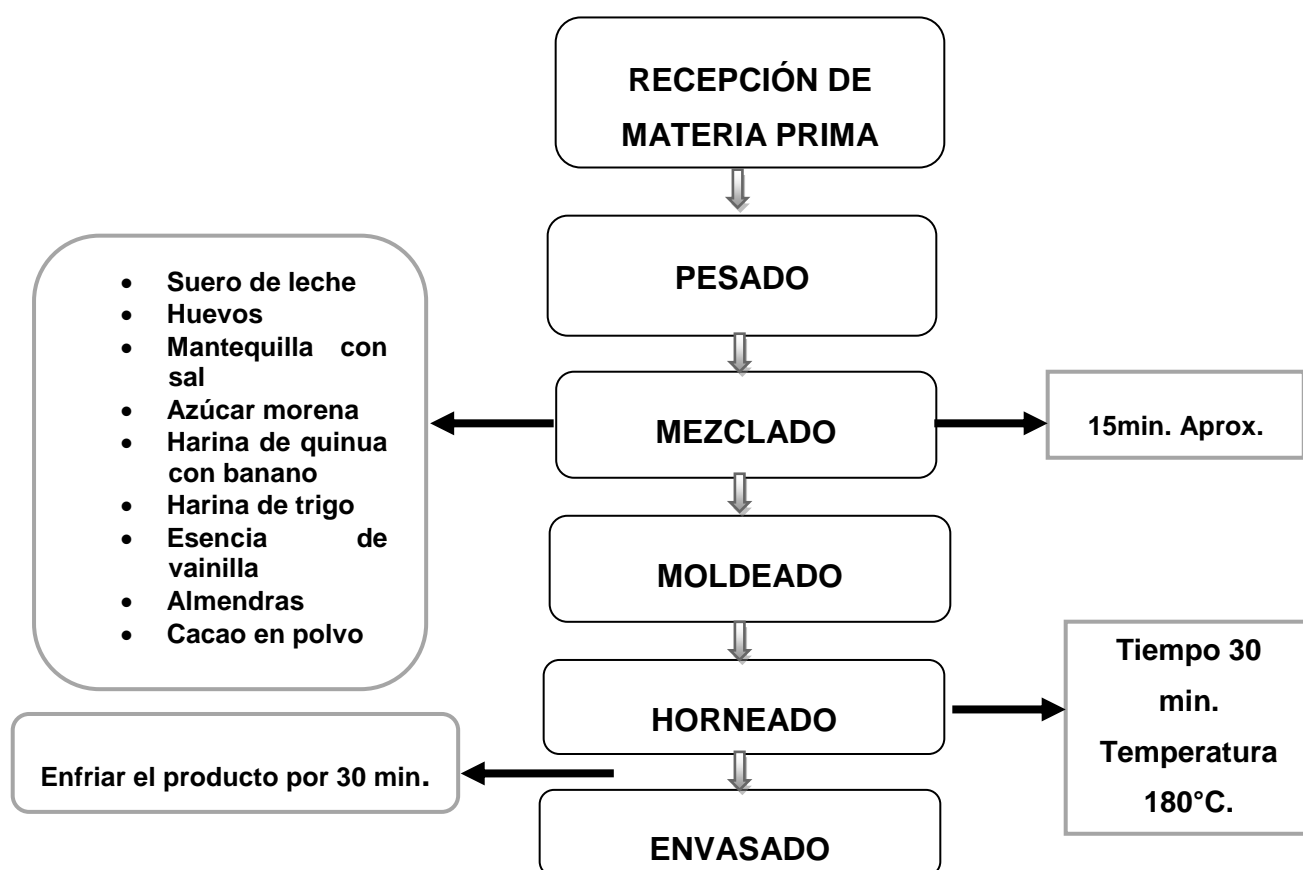 RECEPCIÓN DE
MATERIA PRIMA
PESADO
• Suero de leche
• Huevos
• Mantequilla con
sal
• Azúcar morena
• Harina de quinua
con banano
• Harina de trigo
• Esencia de
vainilla
• Almendras
• Cacao en polvo
MEZCLADO
15min. Aprox.
MOLDEADO
HORNEADO
Tiempo 30
min.
Temperatura
180°C.
Enfriar el producto por 30 min.
ENVASADO